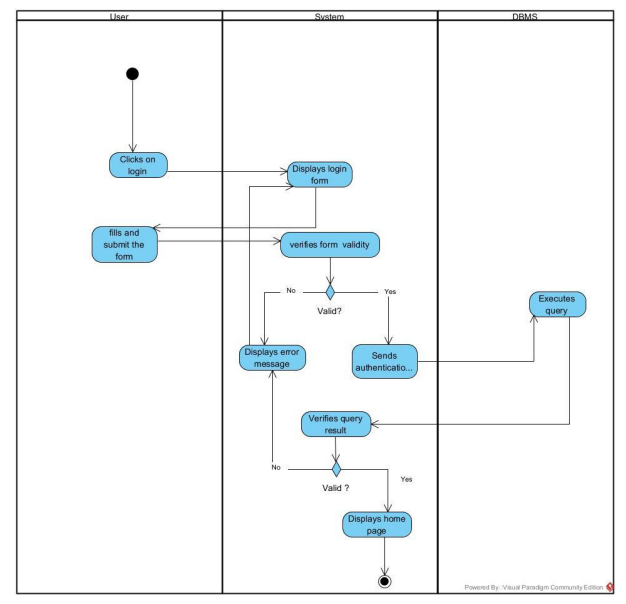 User
System
DBMS
Clicks on
login
Displays login
form
fills and
submit the
form
verifies form validity
No
Yes
Valid?
Executes
query
Displays error
message
Sends
authenticatio...
Verifies query
result
No
Yes
Valid ?
Displays home
page
Powered By: Visual Paradigm Community Edition